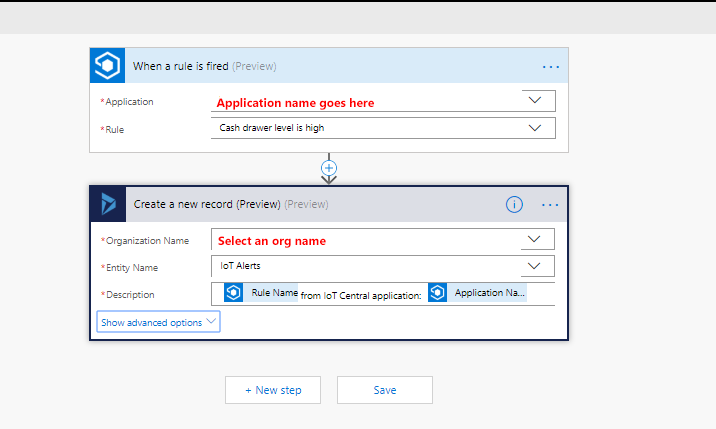 When a rule is fired (Preview)
...
*Application Application name goes here
*Rule Cash drawer level is high
Create a new record (Preview) (Preview)
i ...
*Organization Name Select an org name
*Entity Name IoT Alerts
*Description Rule Name from IoT Central application: Application Na...
Show advanced options
+ New step Save